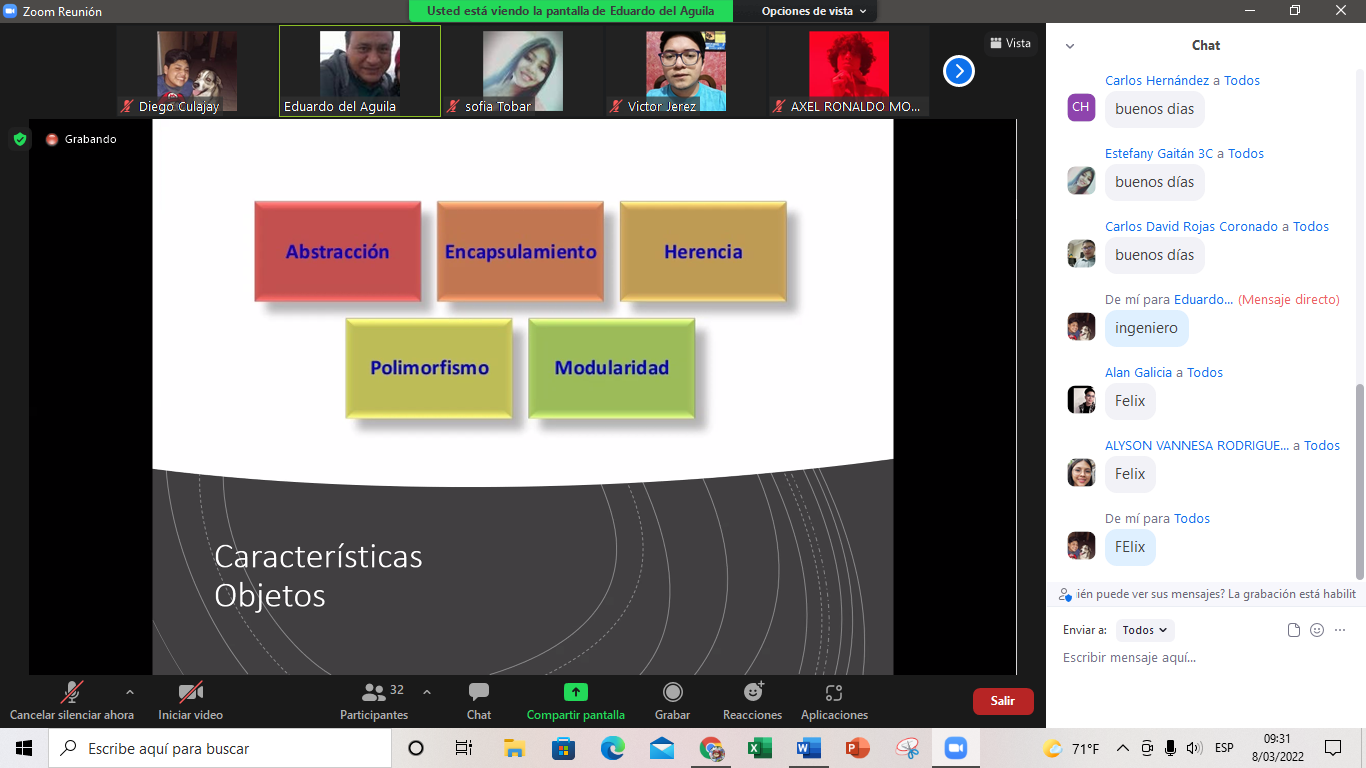 Zoom Reunión
Usted está viendo la pantalla de Eduardo del Aguila
Opciones de vista
Diego Culajay
Eduardo del Aguila
sofia Tobar
Victor Jerez
AXEL RONALDO MO...
Vista
Grabando
Abstracción
Encapsulamiento
Herencia
Polimorfismo
Modularidad
Características
Objetos
Chat
Carlos Hernández a Todos
CH
buenos dias
Estefany Gaitán 3C a Todos
buenos días
Carlos David Rojas Coronado a Todos
buenos días
De mí para Eduardo... (Mensaje directo)
ingeniero
Alan Galicia a Todos
Felix
ALYSON VANNESA RODRIGUE... a Todos
Felix
De mí para Todos
FElix
ién puede ver sus mensajes? La grabación está habilit
Enviar a: Todos
Escribir mensaje aquí...
Cancelar silenciar ahora
Iniciar video
32
Participantes
Chat
Compartir pantalla
Grabar
Reacciones
Aplicaciones
Salir
Escribe aquí para buscar
71°F
ESP
09:31
8/03/2022